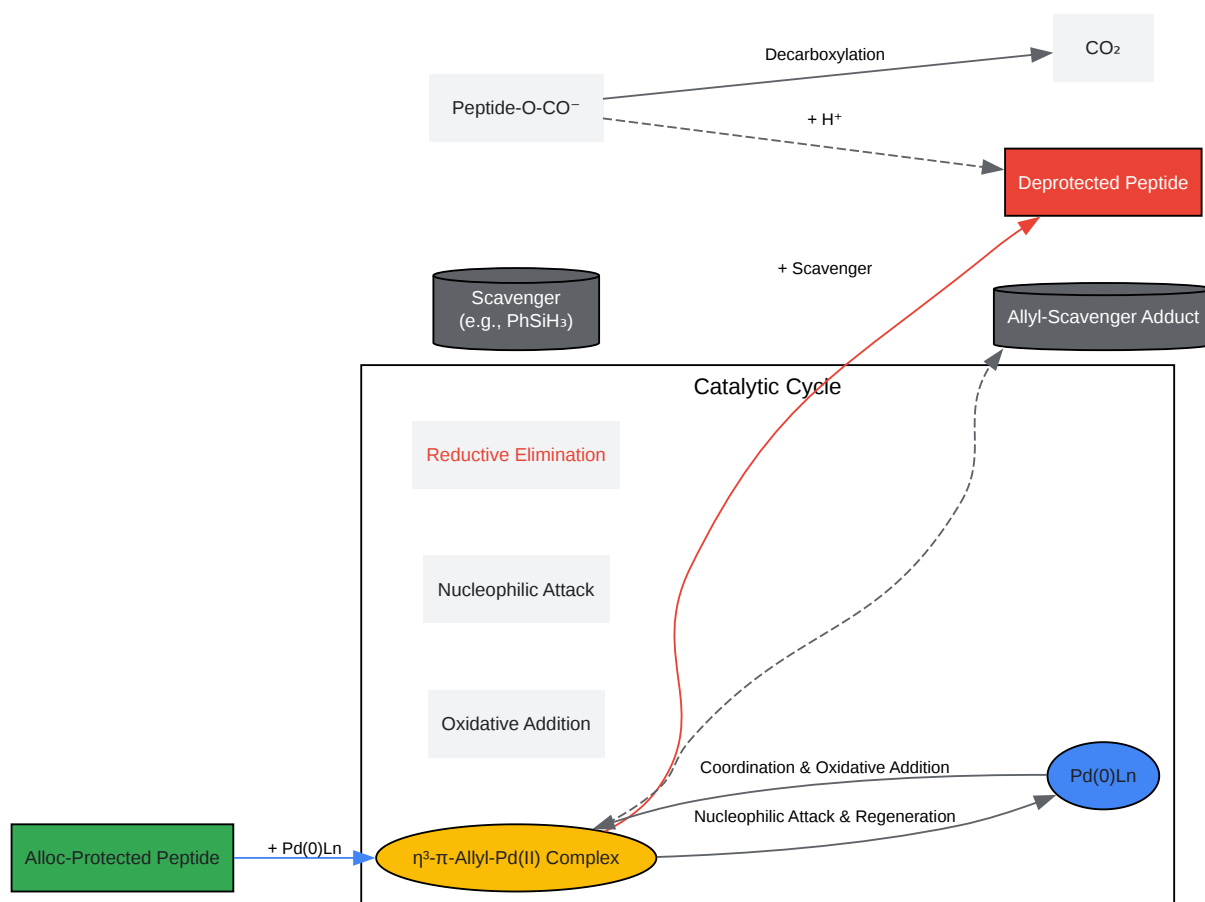 Decarboxylation
CO₂
Peptide-O-CO⁻
+ H⁺
Deprotected Peptide
+ Scavenger
Scavenger
(e.g., PhSiH₃)
Allyl-Scavenger Adduct
Catalytic Cycle
Reductive Elimination
Nucleophilic Attack
Oxidative Addition
Coordination & Oxidative Addition
Pd(0)Ln
Nucleophilic Attack & Regeneration
Alloc-Protected Peptide
+ Pd(0)Ln
η³-π-Allyl-Pd(II) Complex